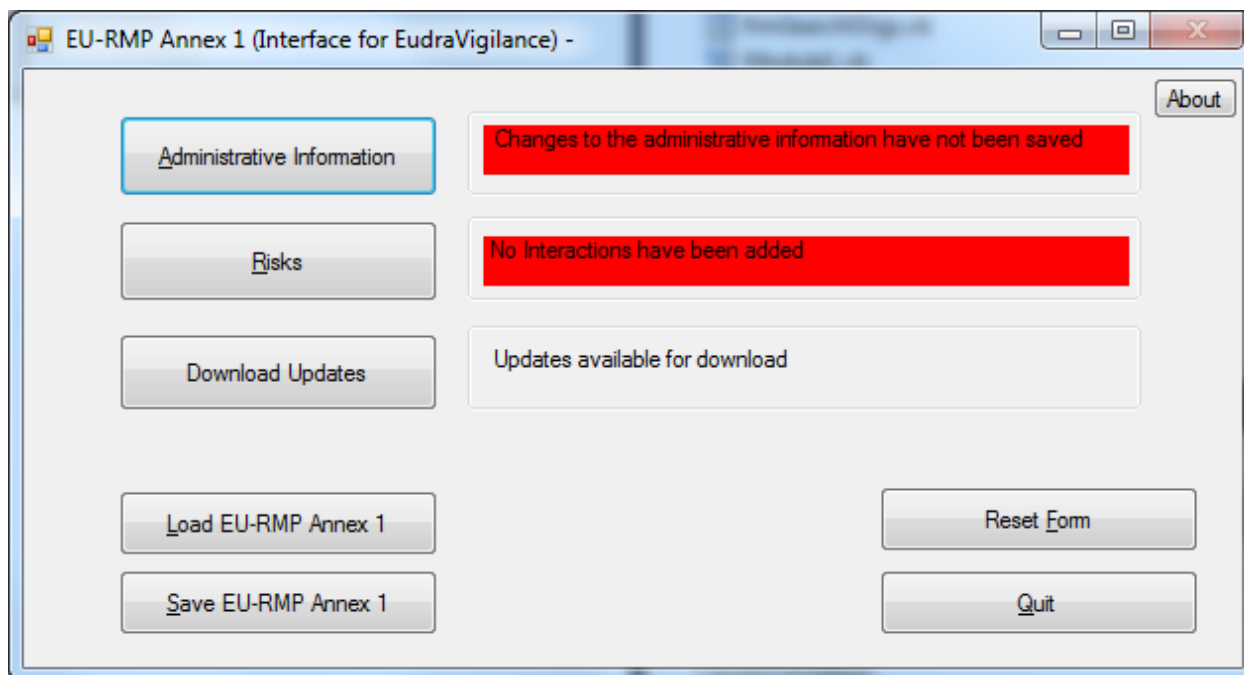 EU-RMP Annex 1 (Interface for EudraVigilance) -
About
Administrative Information
Changes to the administrative information have not been saved
Risks
No Interactions have been added
Download Updates
Updates available for download
Load EU-RMP Annex 1
Reset Form
Save EU-RMP Annex 1
Quit